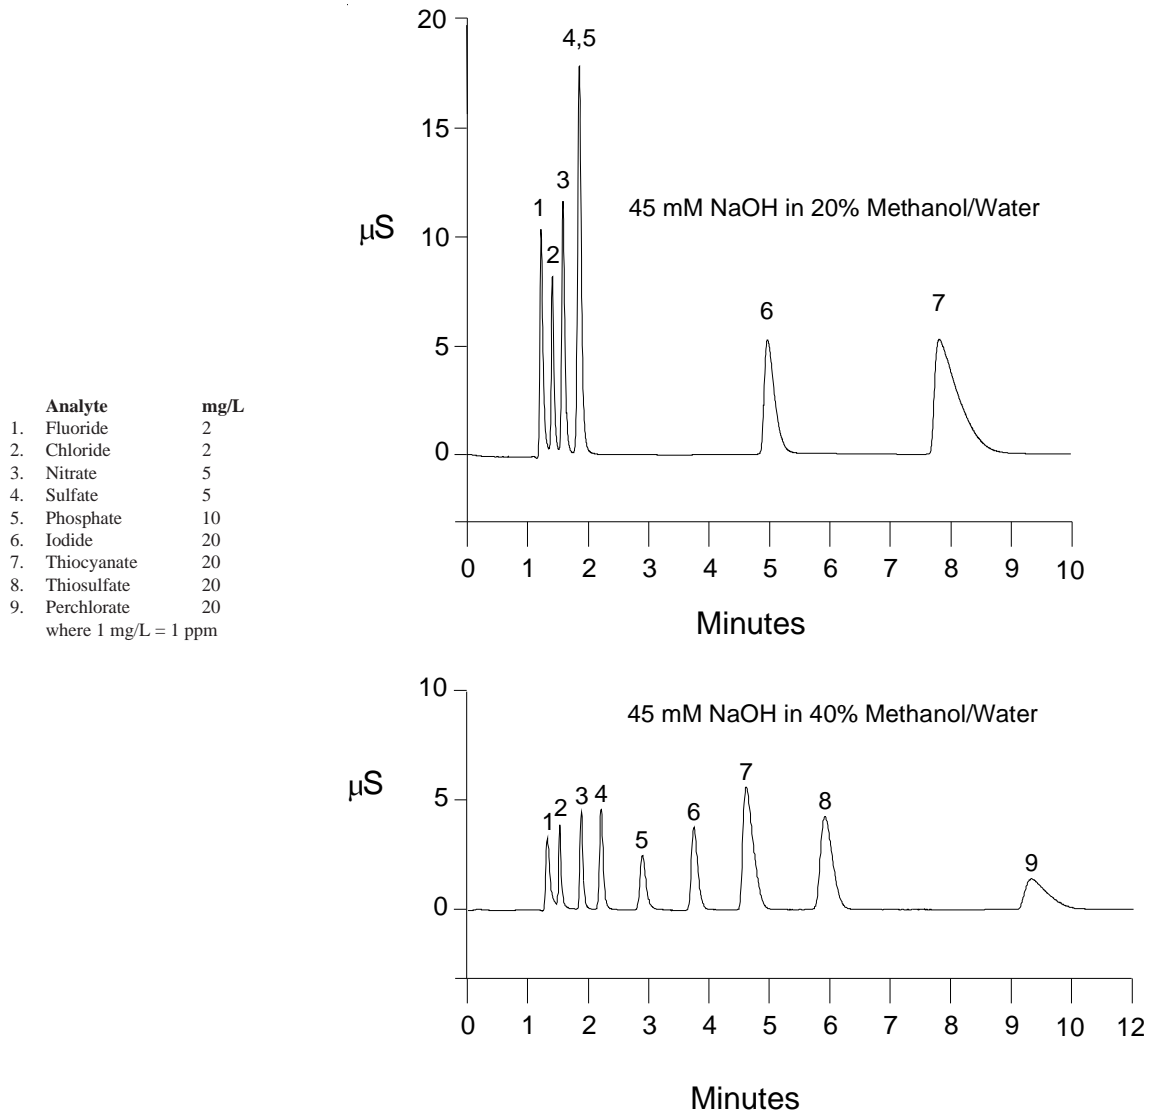 Analyte mg/L
1. Fluoride 2
2. Chloride 2
3. Nitrate 5
4. Sulfate 5
5. Phosphate 10
6. Iodide 20
7. Thiocyanate 20
8. Thiosulfate 20
9. Perchlorate 20
where 1 mg/L = 1 ppm
20
15
10
5
0
μS
45 mM NaOH in 20% Methanol/Water
1
2
3
4,5
6
7
0 1 2 3 4 5 6 7 8 9 10
Minutes
10
5
0
μS
45 mM NaOH in 40% Methanol/Water
1
2
3
4
5
6
7
8
9
0 1 2 3 4 5 6 7 8 9 10 12
Minutes